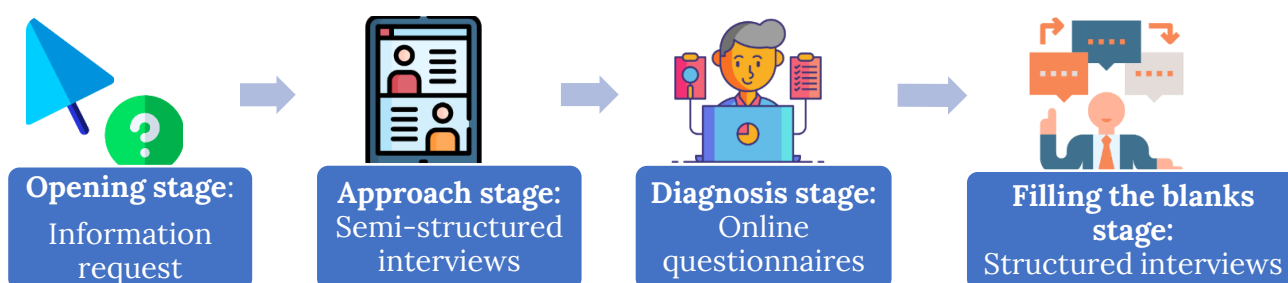 Opening stage:
Information
request
Approach stage:
Semi-structured
interviews
Diagnosis stage:
Online
questionnaires
Filling the blanks
stage:
Structured interviews